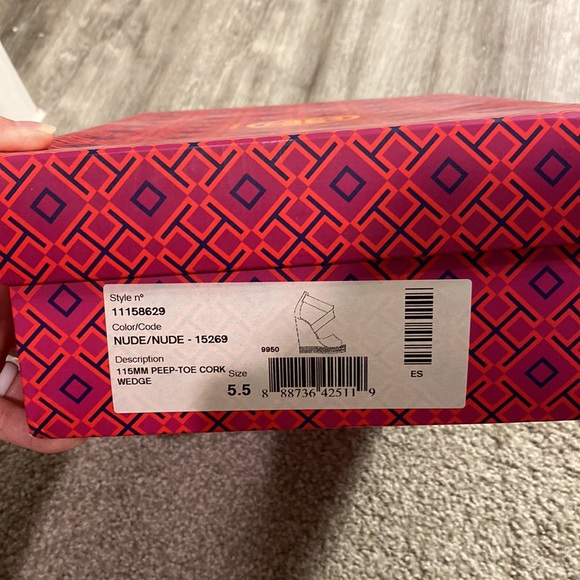 Style nº
11158629
Color/Code
NUDE/NUDE - 15269
Description
115MM PEEP-TOE CORK
WEDGE
Size
5.5
9950
8 88736 42511 9
ES